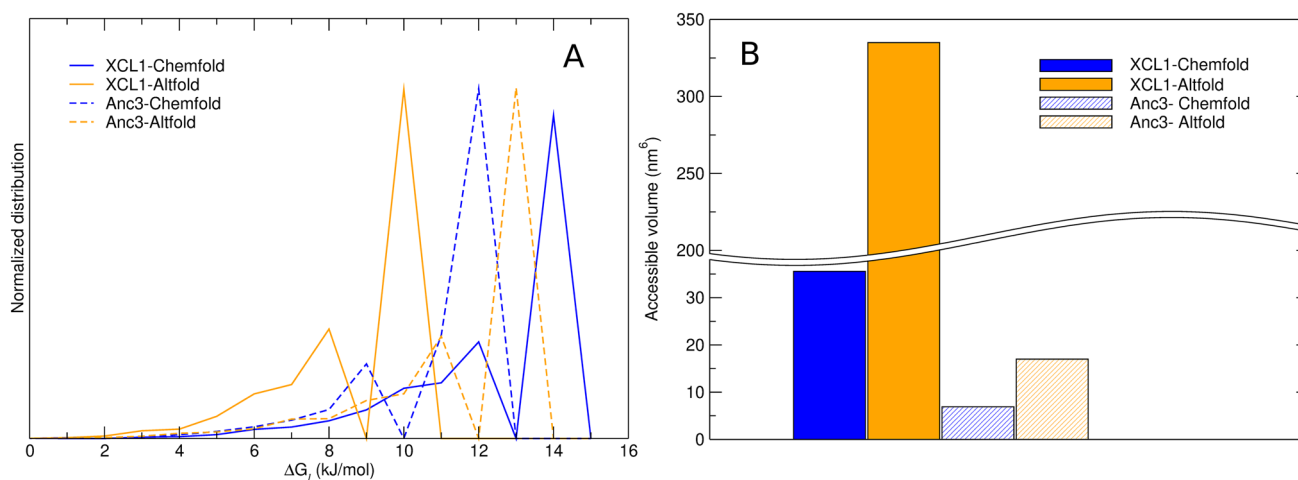 A
XCL1-Chemfold
XCL1-Altfold
Anc3-Chemfold
Anc3-Altfold
Normalized distribution
0 2 4 6 8 10 12 14 16
ΔG_I (kJ/mol)
B
XCL1-Chemfold
XCL1-Altfold
Anc3- Chemfold
Anc3- Altfold
Accessible volume (nm⁶)
350
300
250
200
30
20
10
0